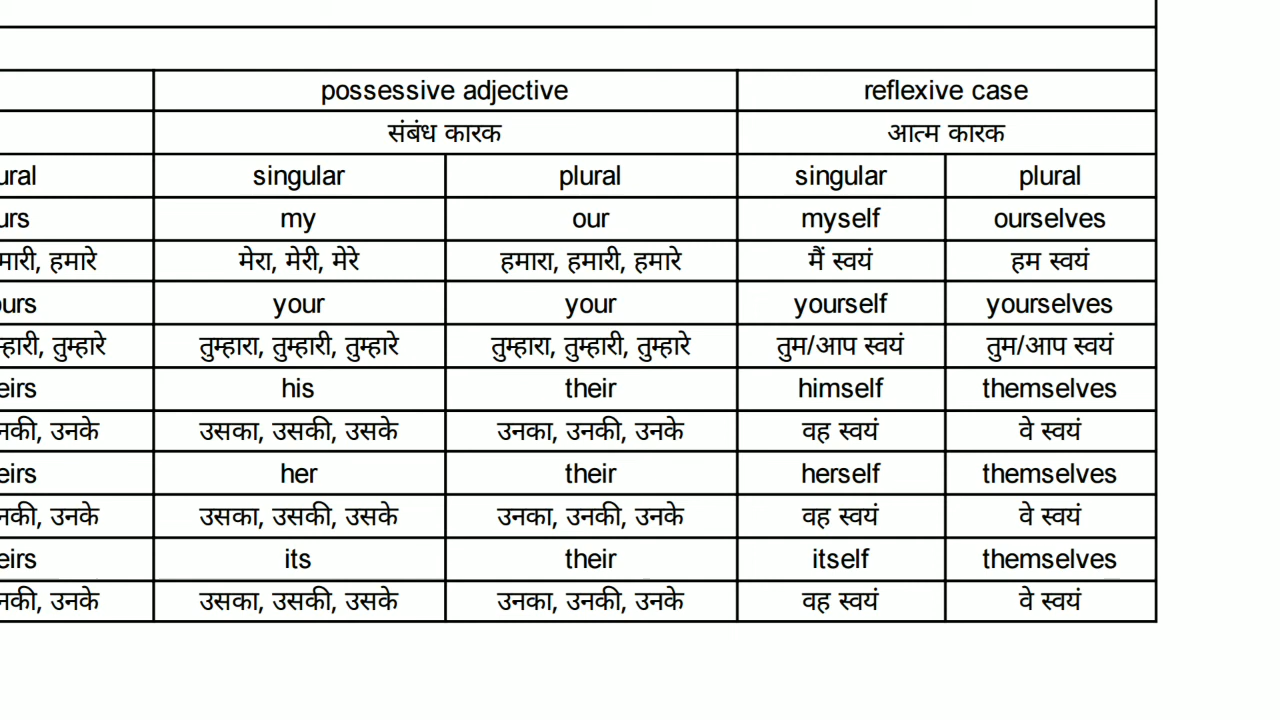 possessive adjective reflexive case
संबंध कारक आत्म कारक
ural singular plural singular plural
urs my our myself ourselves
मारी, हमारे मेरा, मेरी, मेरे हमारा, हमारी, हमारे मैं स्वयं हम स्वयं
ours your your yourself yourselves
म्हारी, तुम्हारे तुम्हारा, तुम्हारी, तुम्हारे तुम्हारा, तुम्हारी, तुम्हारे तुम/आप स्वयं तुम/आप स्वयं
eirs his their himself themselves
नकी, उनके उसका, उसकी, उसके उनका, उनकी, उनके वह स्वयं वे स्वयं
eirs her their herself themselves
नकी, उनके उसका, उसकी, उसके उनका, उनकी, उनके वह स्वयं वे स्वयं
eirs its their itself themselves
नकी, उनके उसका, उसकी, उसके उनका, उनकी, उनके वह स्वयं वे स्वयं